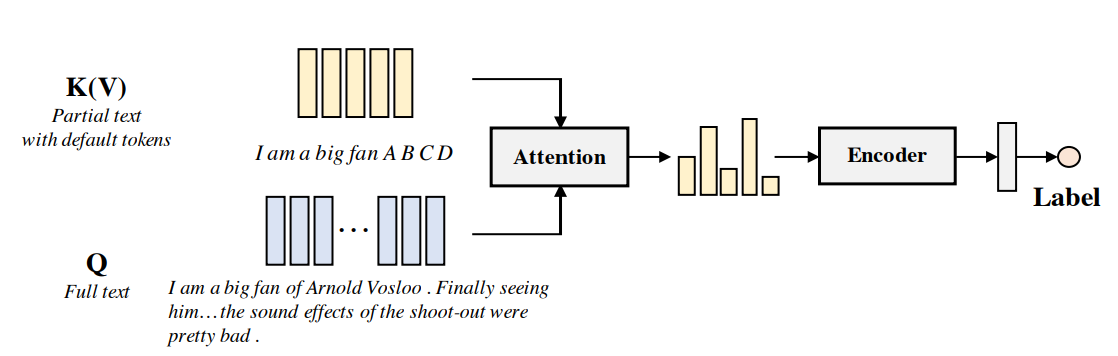 K(V)
Partial text
with default tokens
I am a big fan A B C D
Attention
Encoder
Label
Q
Full text
I am a big fan of Arnold Vosloo . Finally seeing
him…the sound effects of the shoot-out were
pretty bad .